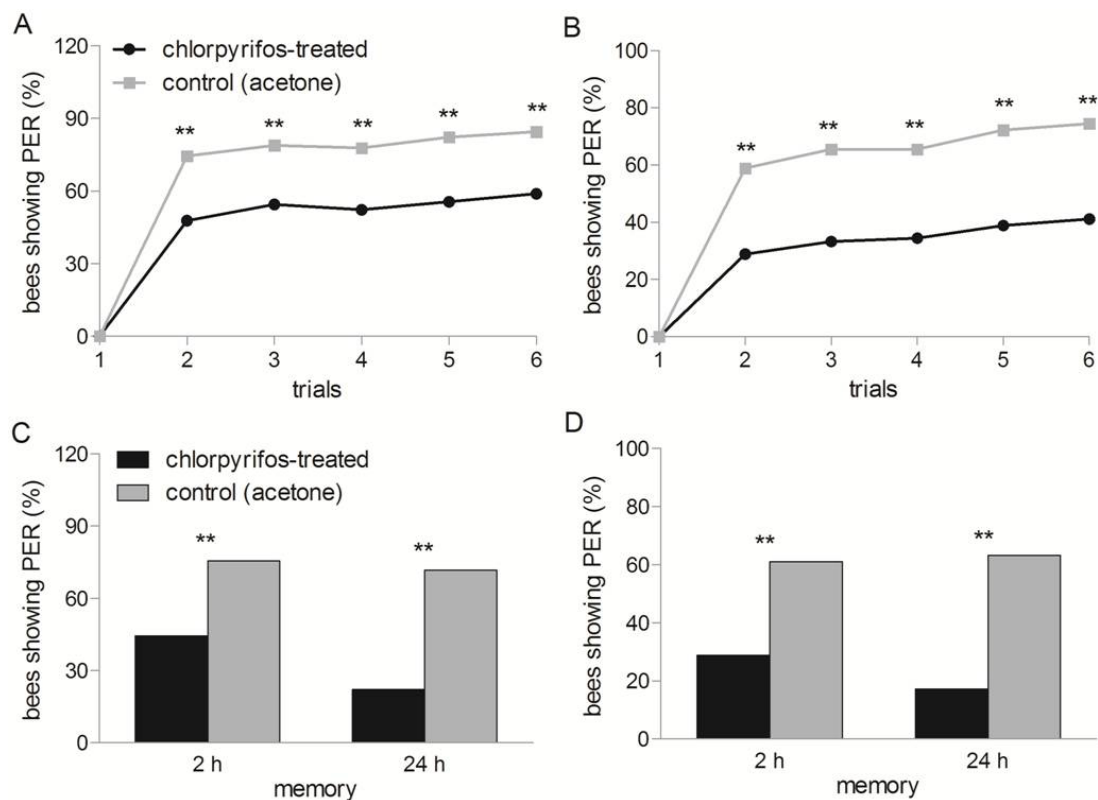 A
bees showing PER (%)
120
90
60
30
0
chlorpyrifos-treated
control (acetone)
** ** ** ** **
1 2 3 4 5 6
trials
B
bees showing PER (%)
100
80
60
40
20
0
** ** ** ** **
1 2 3 4 5 6
trials
C
bees showing PER (%)
120
90
60
30
0
chlorpyrifos-treated
control (acetone)
** **
2 h 24 h
memory
D
bees showing PER (%)
100
80
60
40
20
0
** **
2 h 24 h
memory